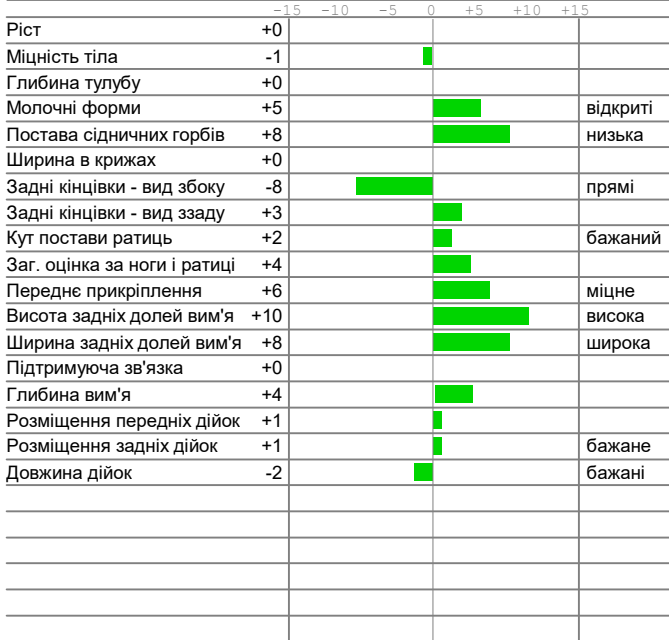 -15 -10 -5 0 +5 +10 +15
Ріст +0
Міцність тіла -1
Глибина тулубу +0
Молочні форми +5 відкриті
Постава сідничних горбів +8 низька
Ширина в крижах +0
Задні кінцівки - вид збоку -8 прямі
Задні кінцівки - вид ззаду +3
Кут постави ратиць +2 бажаний
Заг. оцінка за ноги і ратиці +4
Переднє прикріплення +6 міцне
Висота задніх долей вим'я +10 висока
Ширина задніх долей вим'я +8 широка
Підтримуюча зв'язка +0
Глибина вим'я +4
Розміщення передніх дійок +1
Розміщення задніх дійок +1 бажане
Довжина дійок -2 бажані